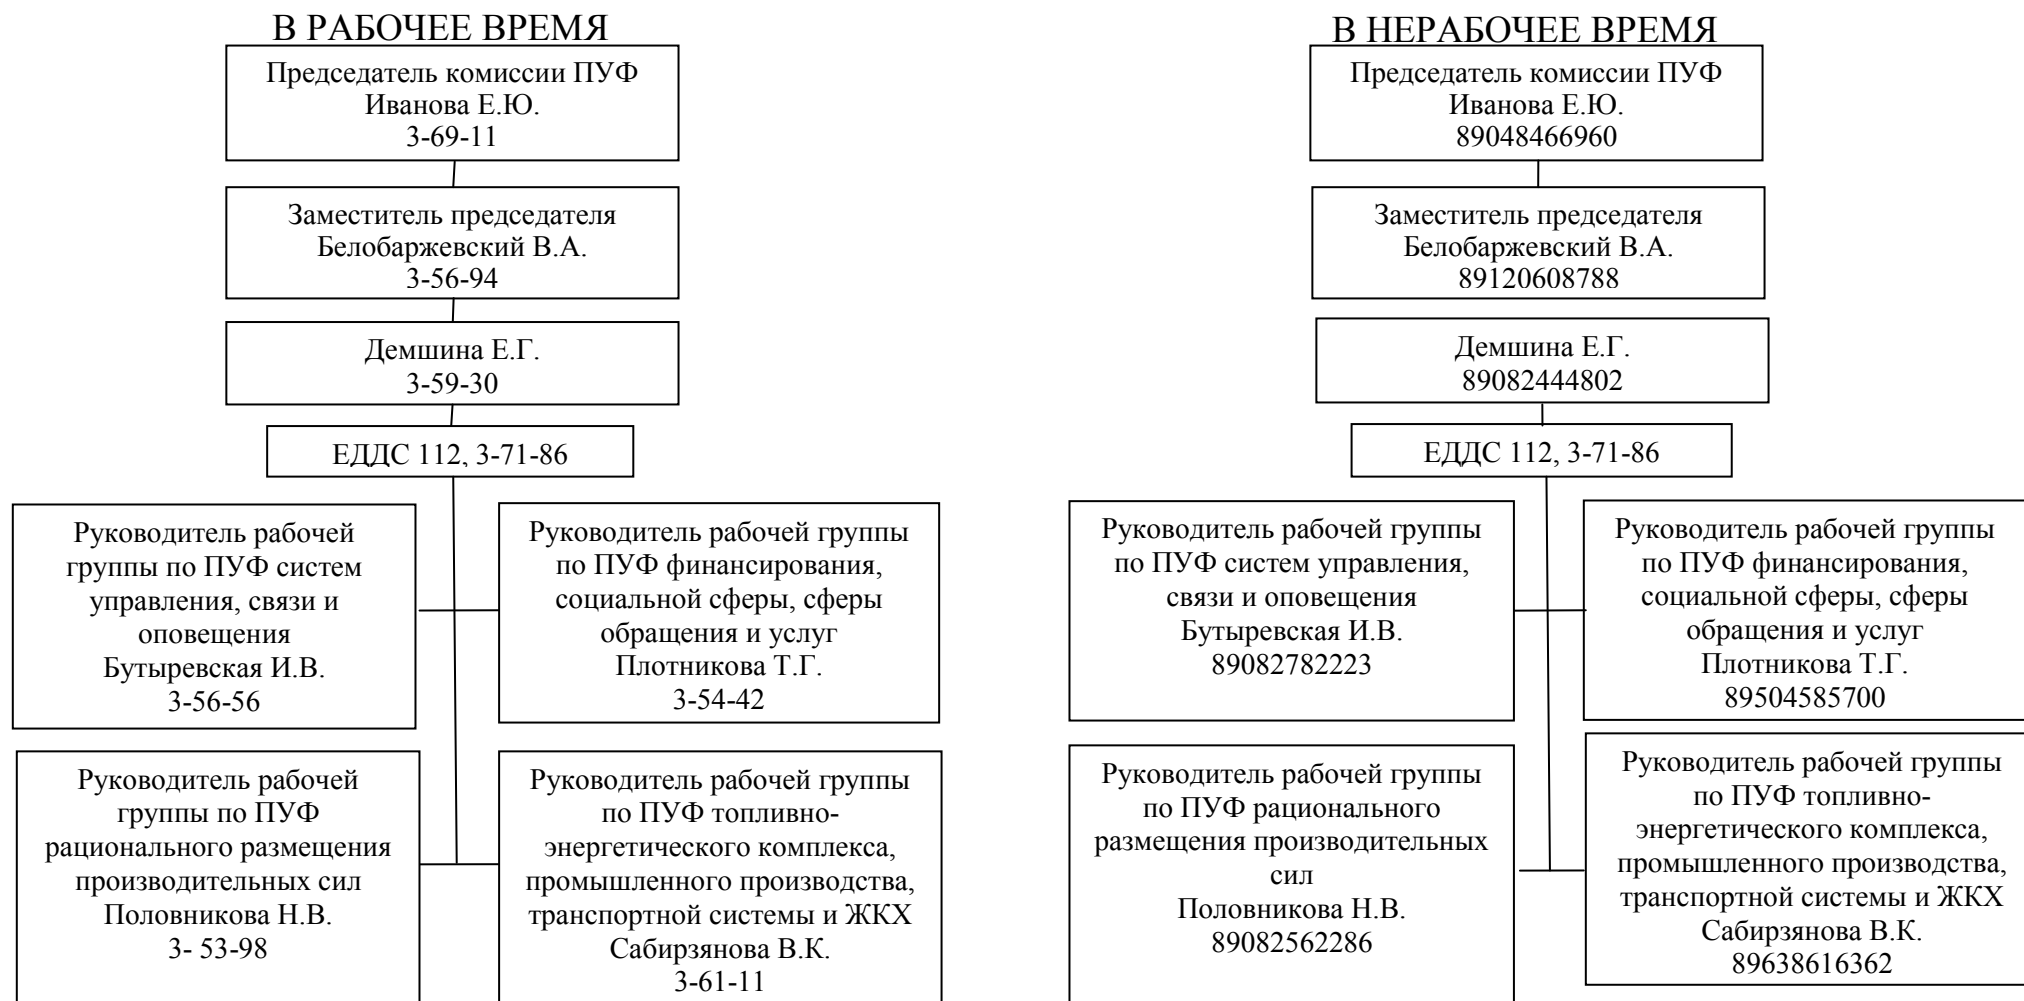 В РАБОЧЕЕ ВРЕМЯ
Председатель комиссии ПУФ
Иванова Е.Ю.
3-69-11
Заместитель председателя
Белобаржевский В.А.
3-56-94
Демшина Е.Г.
3-59-30
ЕДДС 112, 3-71-86
Руководитель рабочей
группы по ПУФ систем
управления, связи и
оповещения
Бутыревская И.В.
3-56-56
Руководитель рабочей группы
по ПУФ финансирования,
социальной сферы, сферы
обращения и услуг
Плотникова Т.Г.
3-54-42
Руководитель рабочей
группы по ПУФ
рационального размещения
производительных сил
Половникова Н.В.
3- 53-98
Руководитель рабочей группы
по ПУФ топливно-
энергетического комплекса,
промышленного производства,
транспортной системы и ЖКХ
Сабирзянова В.К.
3-61-11
В НЕРАБОЧЕЕ ВРЕМЯ
Председатель комиссии ПУФ
Иванова Е.Ю.
89048466960
Заместитель председателя
Белобаржевский В.А.
89120608788
Демшина Е.Г.
89082444802
ЕДДС 112, 3-71-86
Руководитель рабочей группы
по ПУФ систем управления,
связи и оповещения
Бутыревская И.В.
89082782223
Руководитель рабочей группы
по ПУФ финансирования,
социальной сферы, сферы
обращения и услуг
Плотникова Т.Г.
89504585700
Руководитель рабочей группы
по ПУФ рационального
размещения производительных
сил
Половникова Н.В.
89082562286
Руководитель рабочей группы
по ПУФ топливно-
энергетического комплекса,
промышленного производства,
транспортной системы и ЖКХ
Сабирзянова В.К.
89638616362